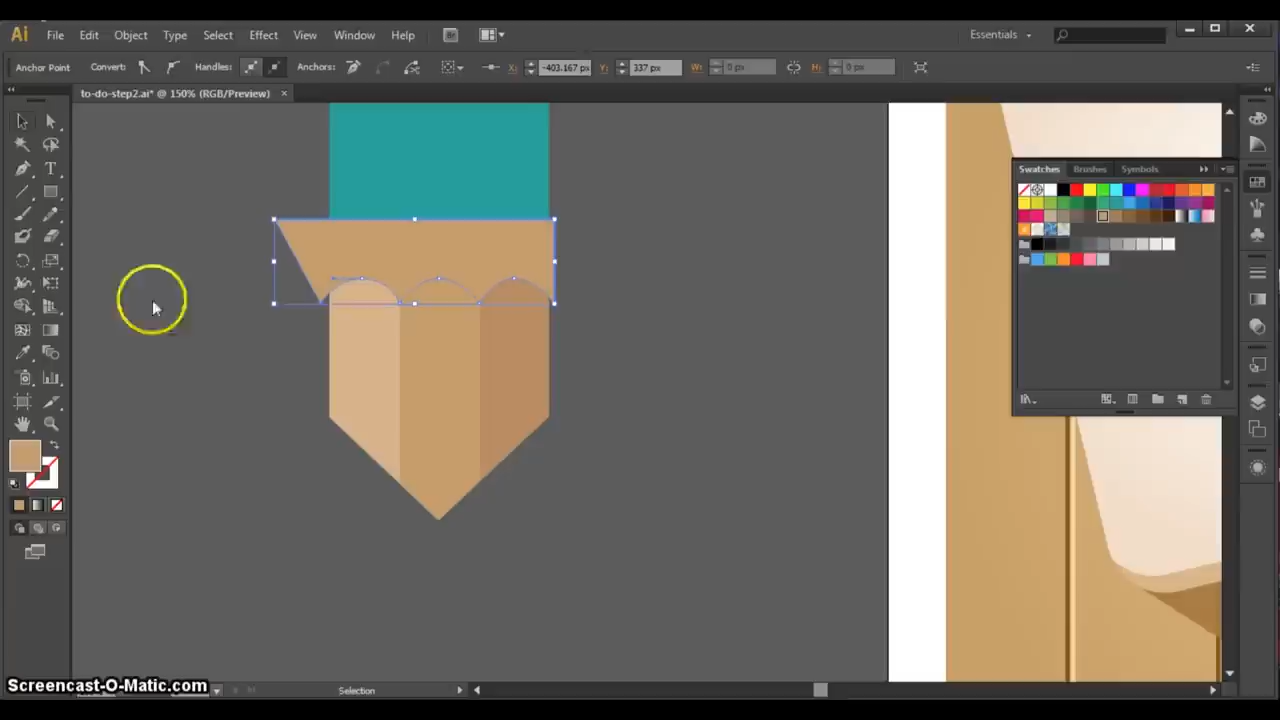 Ai File Edit Object Type Select Effect View Window Help Br Essentials
Anchor Point Convert: Handles: Anchors: X: -403.167 px Y: 337 px W: 0 px H: 0 px
to-do-step2.ai* @ 150% (RGB/Preview) ×
Swatches Brushes Symbols
T
Selection
Screencast-O-Matic.com